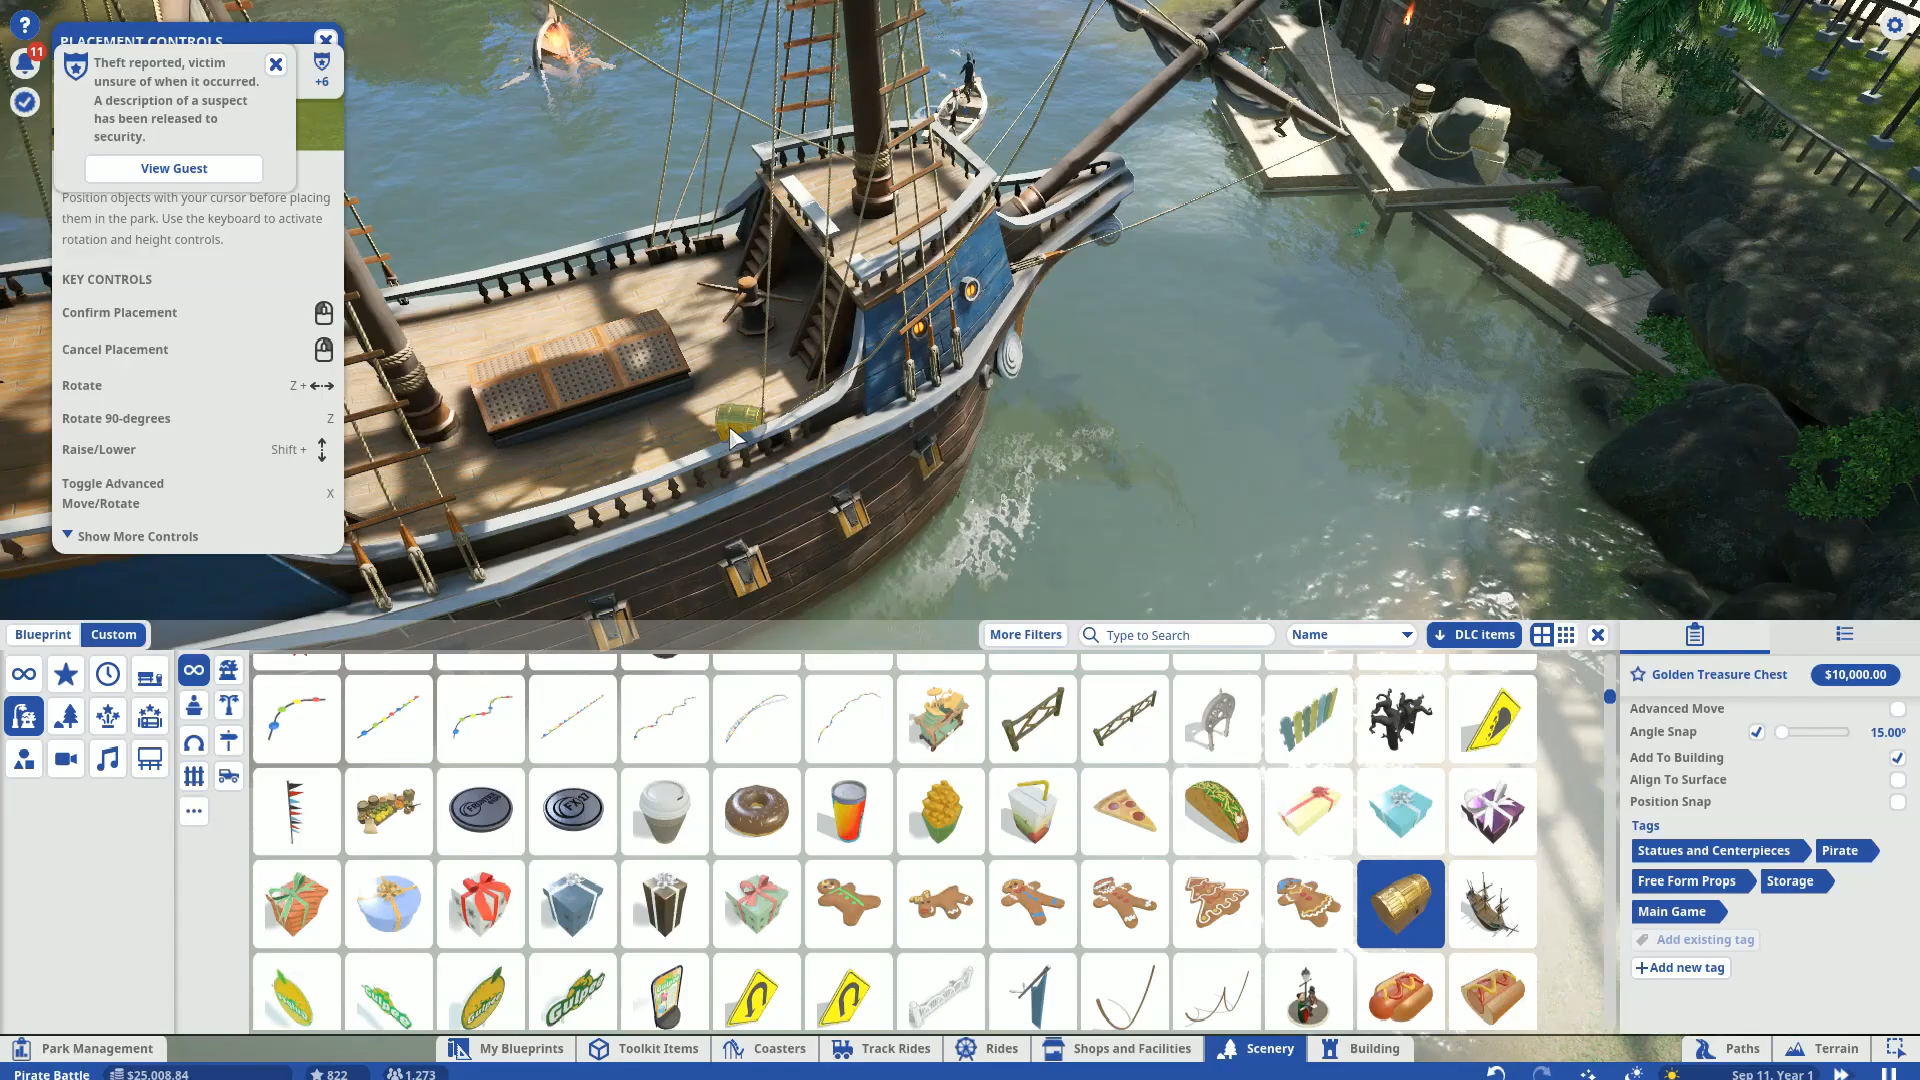 PLACEMENT CONTROLS
11
Theft reported, victim
unsure of when it occurred.
A description of a suspect
has been released to
security.
+6
View Guest
Position objects with your cursor before placing
them in the park. Use the keyboard to activate
rotation and height controls.
KEY CONTROLS
Confirm Placement
Cancel Placement
Rotate
Z +
Rotate 90-degrees
Z
Raise/Lower
Shift +
Toggle Advanced
Move/Rotate
X
Show More Controls
Blueprint
Custom
More Filters
Type to Search
Name
DLC items
Golden Treasure Chest
$10,000.00
Advanced Move
Angle Snap
15.00°
Add To Building
Align To Surface
Position Snap
Tags
Statues and Centerpieces
Pirate
Free Form Props
Storage
Main Game
Add existing tag
+Add new tag
Gulpee
Gulpee
Gulpee
Park Management
My Blueprints
Toolkit Items
Coasters
Track Rides
Rides
Shops and Facilities
Scenery
Building
Paths
Terrain
Pirate Battle
$25,008.84
822
1,273
Sep 11, Year 1